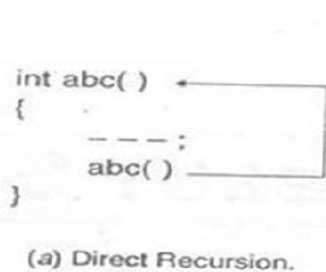 int abc( )
{
– – – :
abc( )
}
(a) Direct Recursion.